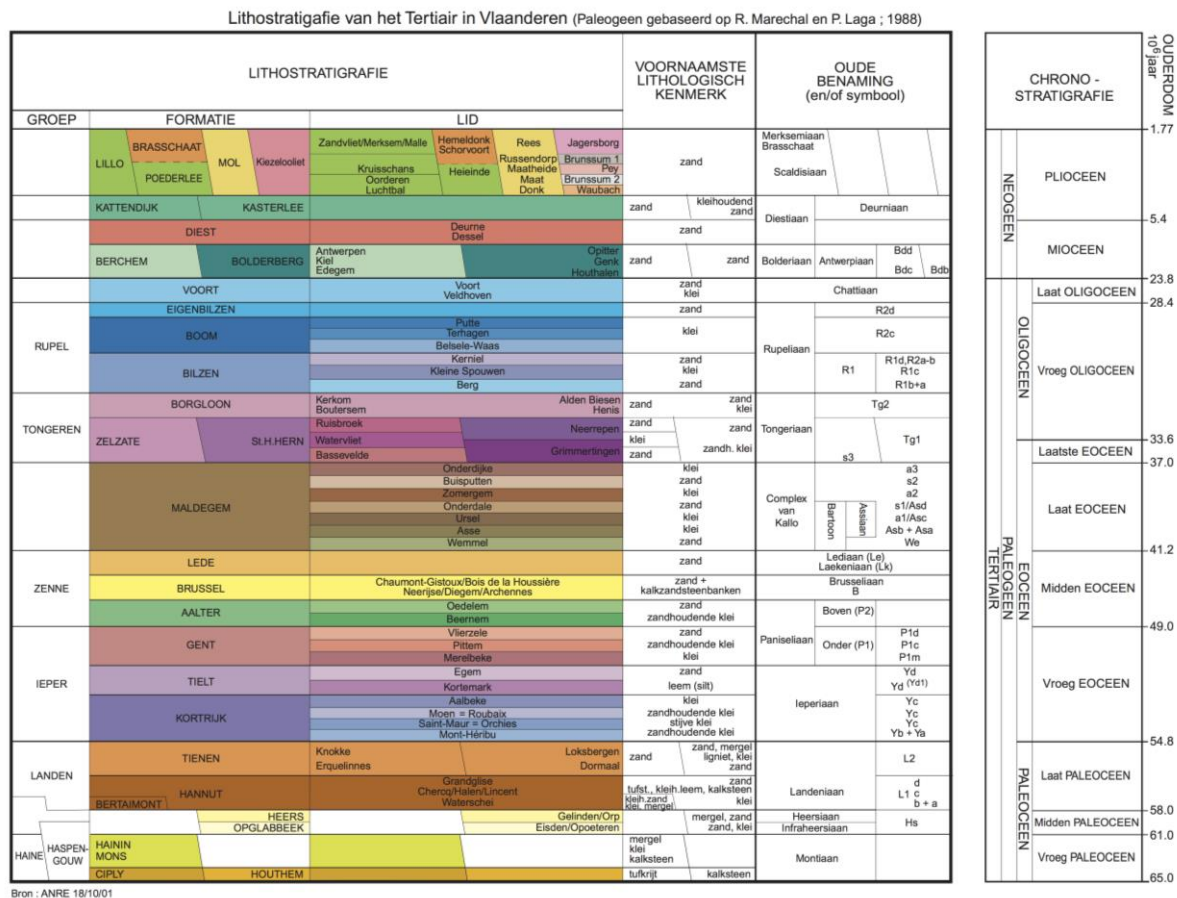 Lithostratigafie van het Tertiair in Vlaanderen (Paleogeen gebaseerd op R. Marechal en P. Laga ; 1988)
LITHOSTRATIGRAFIE
VOORNAAMSTE
LITHOLOGISCH
KENMERK
OUDE
BENAMING
(en/of symbool)
CHRONO -
STRATIGRAFIE
OUDERDOM
10⁶ jaar
GROEP
FORMATIE
LID
1.77
LILLO
BRASSCHAAT
POEDERLEE
MOL
Kiezelooliet
Zandvliet/Merksem/Malle
Kruisschans
Oorderen
Luchtbal
Hemeldonk
Schorvoort
Heieinde
Rees
Russendorp
Maatheide
Maat
Donk
Jagersborg
Brunssum 1
Pey
Brunssum 2
Waubach
zand
Merksemiaan
Brasschaat
Scaldisiaan
NEOGEEN
PLIOCEEN
KATTENDIJK
KASTERLEE
zand
kleihoudend
zand
Diestiaan
Deurniaan
5.4
DIEST
Deurne
Dessel
zand
MIOCEEN
BERCHEM
BOLDERBERG
Antwerpen
Kiel
Edegem
Opitter
Genk
Houthalen
zand
zand
Bolderiaan
Antwerpiaan
Bdd
Bdc
Bdb
23.8
RUPEL
VOORT
Voort
Veldhoven
zand
klei
Chattiaan
Laat OLIGOCEEN
28.4
EIGENBILZEN
zand
Rupeliaan
R2d
BOOM
Putte
Terhagen
Belsele-Waas
klei
R2c
OLIGOCEEN
Vroeg OLIGOCEEN
BILZEN
Kerniel
Kleine Spouwen
Berg
zand
klei
zand
R1
R1d,R2a-b
R1c
R1b+a
TONGEREN
BORGLOON
Kerkom
Boutersem
Alden Biesen
Henis
zand
zand
klei
Tongeriaan
Tg2
ZELZATE
St.H.HERN
Ruisbroek
Watervliet
Bassevelde
Neerrepen
Grimmertingen
zand
klei
zand
zand
zandh. klei
s3
Tg1
33.6
Laatste EOCEEN
37.0
MALDEGEM
Onderdijke
Buisputten
Zomergem
Onderdale
Ursel
Asse
Wemmel
klei
zand
klei
zand
klei
klei
zand
Complex
van
Kallo
Bartoon
Assiaan
a3
s2
a2
s1/Asd
a1/Asc
Asb + Asa
We
Laat EOCEEN
41.2
TERTIAIR
PALEOGEEN
EOCEEN
ZENNE
LEDE
zand
Lediaan (Le)
Laekeniaan (Lk)
BRUSSEL
Chaumont-Gistoux/Bois de la Houssière
Neerijse/Diegem/Archennes
zand +
kalkzandsteenbanken
Brusseliaan
B
Midden EOCEEN
AALTER
Oedelem
Beernem
zand
zandhoudende klei
Paniseliaan
Boven (P2)
49.0
IEPER
GENT
Vlierzele
Pittem
Merelbeke
zand
zandhoudende klei
klei
Onder (P1)
P1d
P1c
P1m
TIELT
Egem
Kortemark
zand
leem (silt)
Ieperiaan
Yd
Yd (Yd1)
Vroeg EOCEEN
KORTRIJK
Aalbeke
Moen = Roubaix
Saint-Maur = Orchies
Mont-Héribu
klei
zandhoudende klei
stijve klei
zandhoudende klei
Yc
Yc
Yc
Yb + Ya
54.8
LANDEN
TIENEN
Knokke
Erquelinnes
Loksbergen
Dormaal
zand
zand, mergel
ligniet, klei
zand
Landeniaan
L2
PALEOCEEN
Laat PALEOCEEN
HANNUT
BERTAIMONT
Grandglise
Chercq/Halen/Lincent
Waterschei
zand
tufst., kleih.leem, kalksteen
kleih.zand
klei, mergel
klei
L1
d
c
b + a
58.0
HEERS
OPGLABBEEK
Gelinden/Orp
Eisden/Opoeteren
mergel, zand
zand, klei
Heersiaan
Infraheersiaan
Hs
Midden PALEOCEEN
61.0
HAINE
HASPEN-
GOUW
HAININ
MONS
mergel
klei
kalksteen
Montiaan
Vroeg PALEOCEEN
CIPLY
HOUTHEM
tufkrijt
kalksteen
65.0
Bron : ANRE 18/10/01